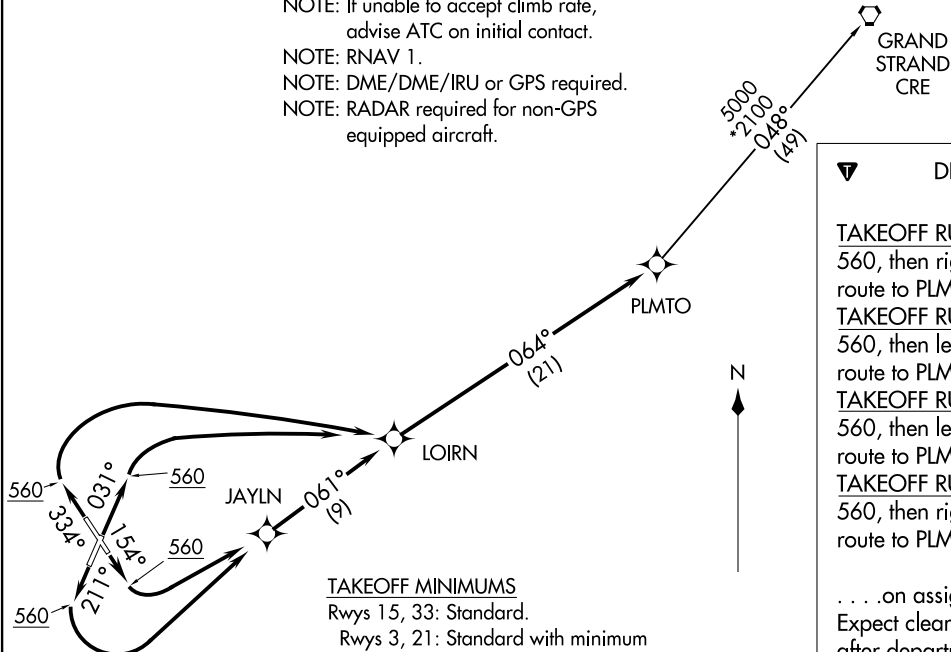 NOTE: If unable to accept climb rate,
advise ATC on initial contact.
NOTE: RNAV 1.
NOTE: DME/DME/IRU or GPS required.
NOTE: RADAR required for non-GPS
equipped aircraft.
GRAND
STRAND
CRE
5000
*2100
048°
(49)
T
TAKEOFF RU
560, then rig
route to PLM
TAKEOFF RU
560, then le
route to PLM
TAKEOFF RU
560, then le
route to PLM
TAKEOFF RU
560, then rig
route to PLM
. . . .on assig
Expect clear
after depart
PLMTO
064°
(21)
N
LOIRN
JAYLN
061°
(9)
560
031°
560
334°
154°
560
211°
560
TAKEOFF MINIMUMS
Rwys 15, 33: Standard.
Rwys 3, 21: Standard with minimum